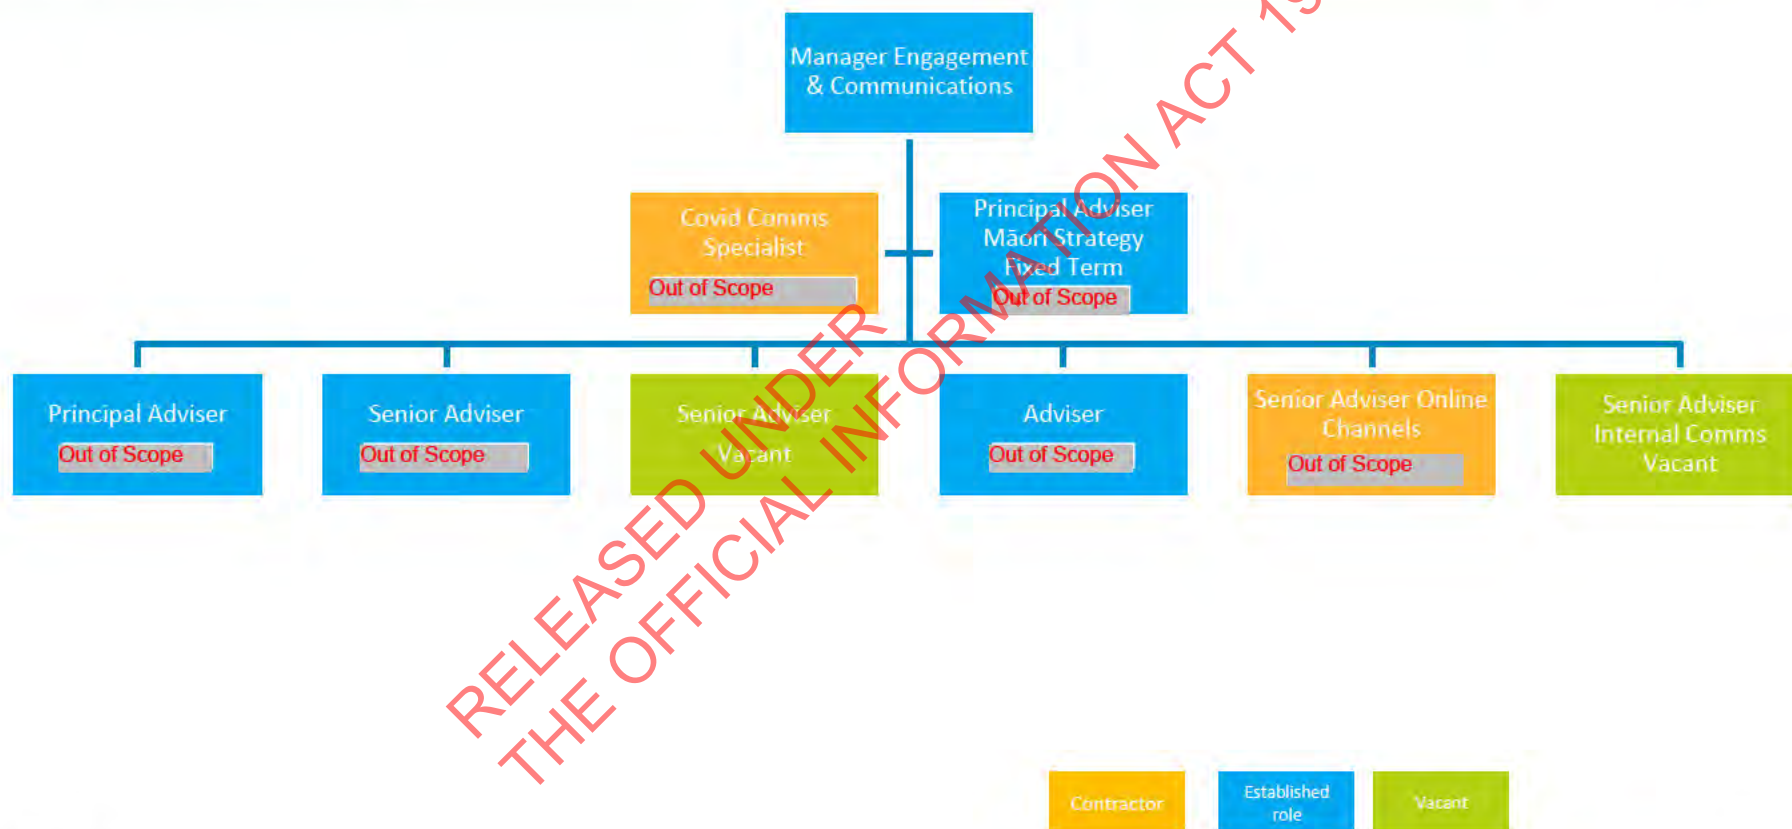 Manager Engagement
& Communications
Covid Comms
Specialist
Out of Scope
Principal Adviser
Māori Strategy
Fixed Term
Out of Scope
Principal Adviser
Out of Scope
Senior Adviser
Out of Scope
Senior Adviser
Vacant
Adviser
Out of Scope
Senior Adviser Online
Channels
Out of Scope
Senior Adviser
Internal Comms
Vacant
RELEASED UNDER
THE OFFICIAL INFORMATION ACT 19
Contractor
Established
role
Vacant